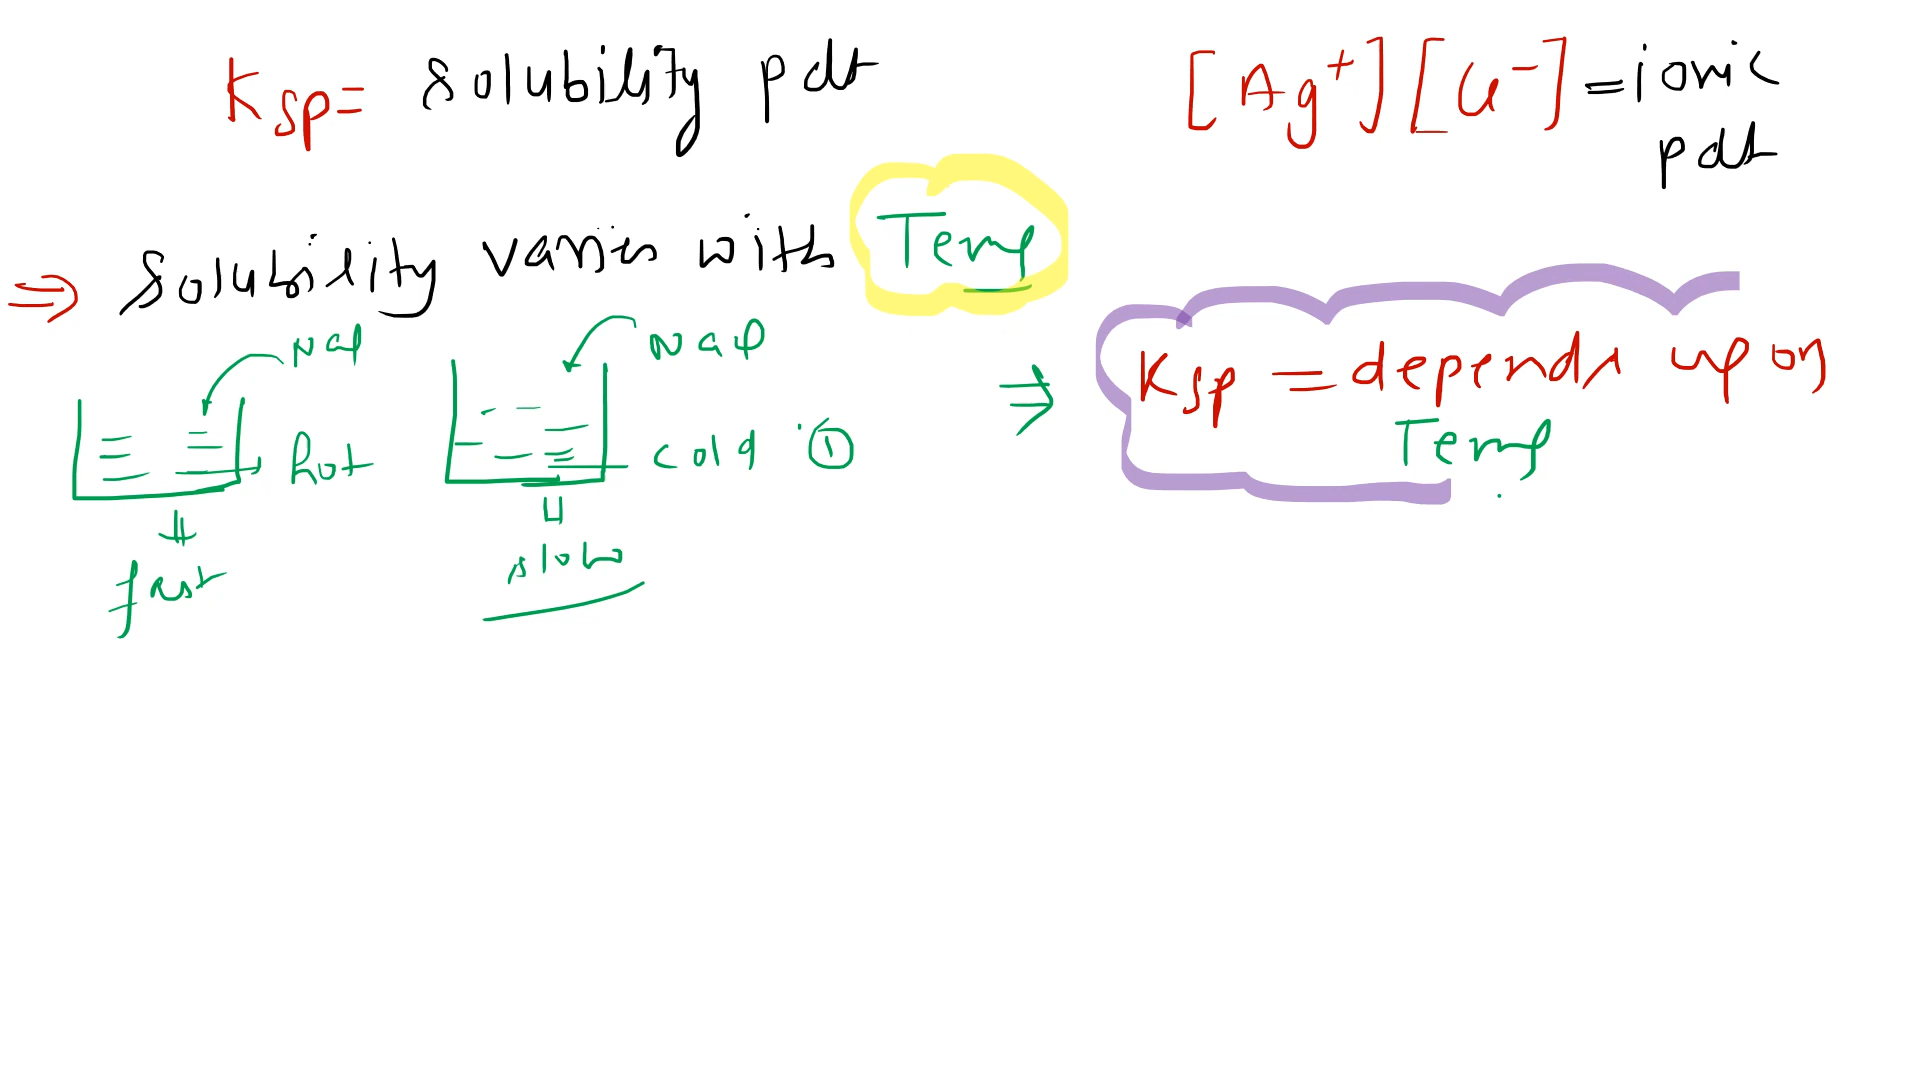 Ksp = solubility pdt
[Ag⁺][Cl⁻] = ionic pdt
⇒ Solubility varies with Temp
NaCl
NaCl
hot
cold ①
fast
slow
⇒ Ksp = depends upon
Temp